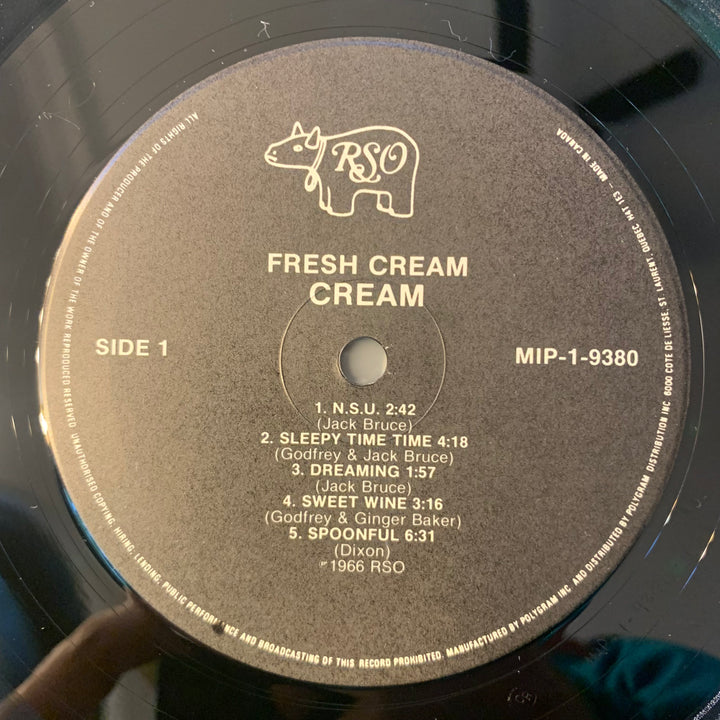 RSO
FRESH CREAM
CREAM
SIDE 1
MIP-1-9380
1. N.S.U. 2:42
(Jack Bruce)
2. SLEEPY TIME TIME 4:18
(Godfrey & Jack Bruce)
3. DREAMING 1:57
(Jack Bruce)
4. SWEET WINE 3:16
(Godfrey & Ginger Baker)
5. SPOONFUL 6:31
(Dixon)
℗ 1966 RSO
ALL RIGHTS OF THE PRODUCER AND OF THE OWNER OF THE WORK REPRODUCED RESERVED. UNAUTHORISED COPYING, HIRING, LENDING, PUBLIC PERFORMANCE AND BROADCASTING OF THIS RECORD PROHIBITED. MANUFACTURED BY POLYGRAM INC. AND DISTRIBUTED BY POLYGRAM DISTRIBUTION INC. 6000 COTE DE LIESSE, ST. LAURENT, QUEBEC H4T 1E3 – MADE IN CANADA